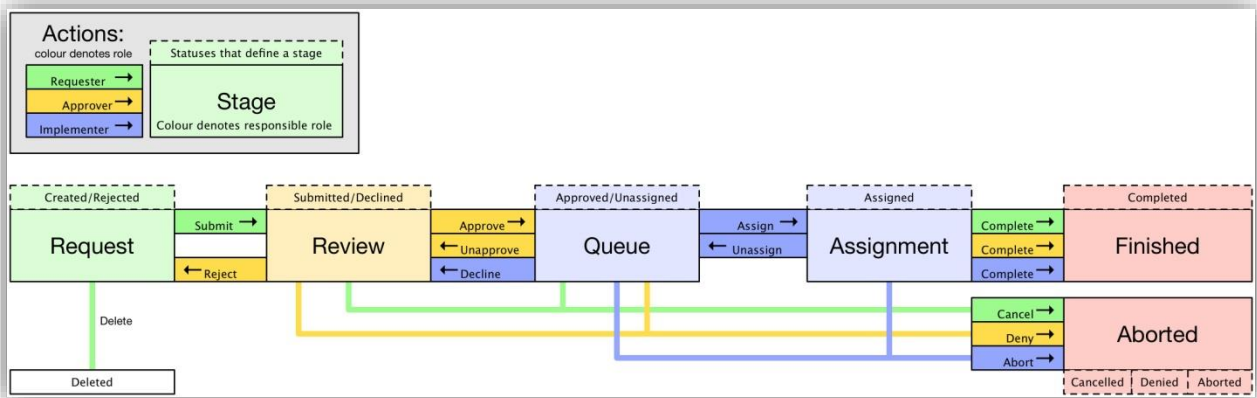 Actions:
colour denotes role
Requester →
Approver →
Implementer →
Statuses that define a stage
Stage
Colour denotes responsible role
Created/Rejected
Request
Submit →
← Reject
Submitted/Declined
Review
Approve →
← Unapprove
← Decline
Approved/Unassigned
Queue
Assign →
← Unassign
Assigned
Assignment
Complete →
Complete →
Complete →
Completed
Finished
Delete
Deleted
Cancel →
Deny →
Abort →
Aborted
Cancelled
Denied
Aborted